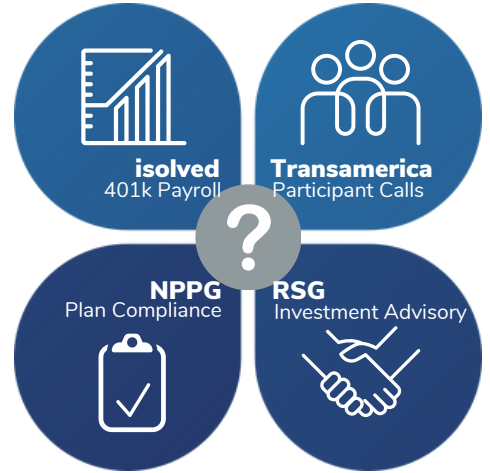 isolved
401k Payroll
Transamerica
Participant Calls
?
NPPG
Plan Compliance
RSG
Investment Advisory